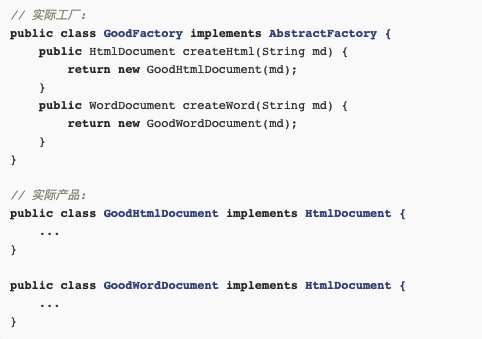 // 实际工厂:
public class GoodFactory implements AbstractFactory {
    public HtmlDocument createHtml(String md) {
        return new GoodHtmlDocument(md);
    }
    public WordDocument createWord(String md) {
        return new GoodWordDocument(md);
    }
}

// 实际产品:
public class GoodHtmlDocument implements HtmlDocument {
    ...
}

public class GoodWordDocument implements HtmlDocument {
    ...
}